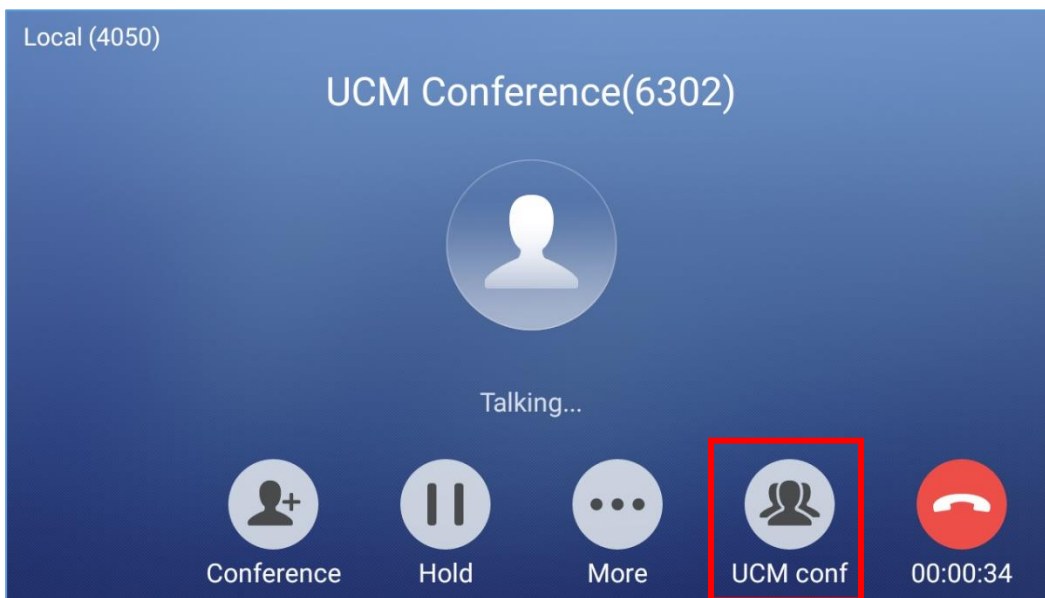 Local (4050)
UCM Conference(6302)
Talking...
Conference Hold More UCM conf 00:00:34